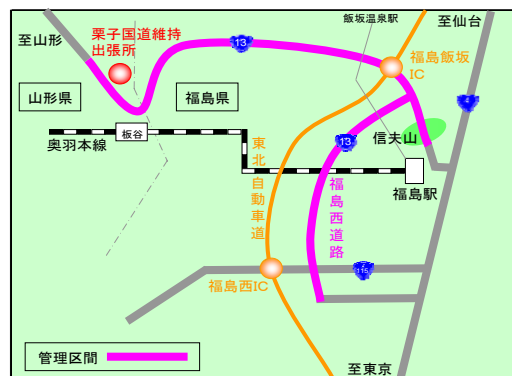 至山形
栗子国道維持
出張所
13
飯坂温泉駅
至仙台
福島飯坂
IC
4
山形県
福島県
板谷
奥羽本線
東北
自動車道
13
信夫山
福島駅
福島西道路
福島西IC
115
管理区間
至東京